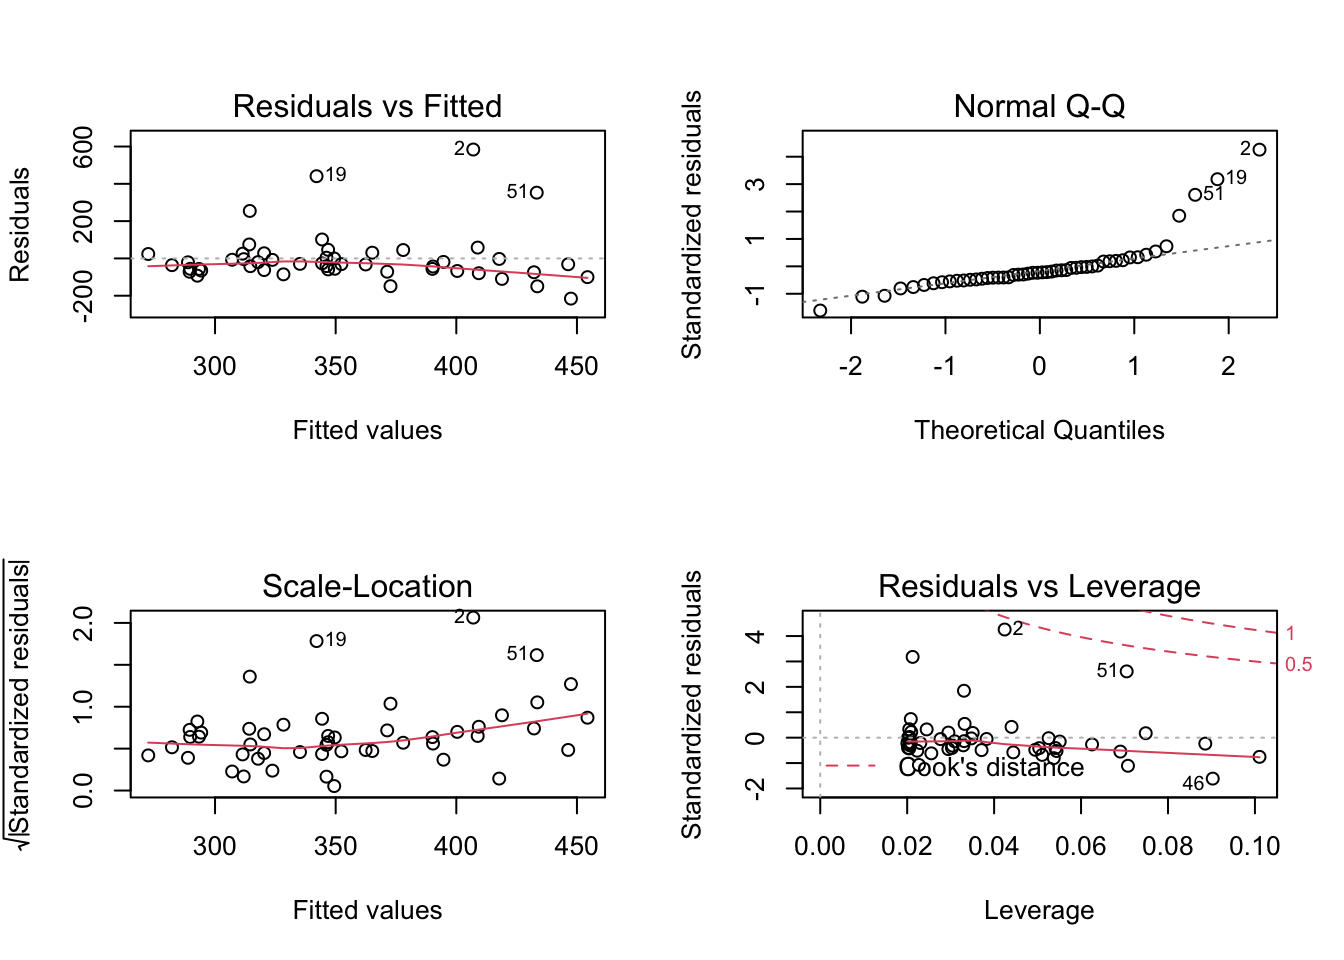 Residuals vs Fitted
Residuals
600
200
-200
2
19
51
300 350 400 450
Fitted values
Normal Q-Q
Standardized residuals
3
1
-1
2
19
51
-2 -1 0 1 2
Theoretical Quantiles
Scale-Location
√|Standardized residuals|
2.0
1.0
0.0
2
19
51
300 350 400 450
Fitted values
Residuals vs Leverage
Standardized residuals
4
2
0
-2
2
51
1
0.5
Cook's distance
46
0.00 0.02 0.04 0.06 0.08 0.10
Leverage